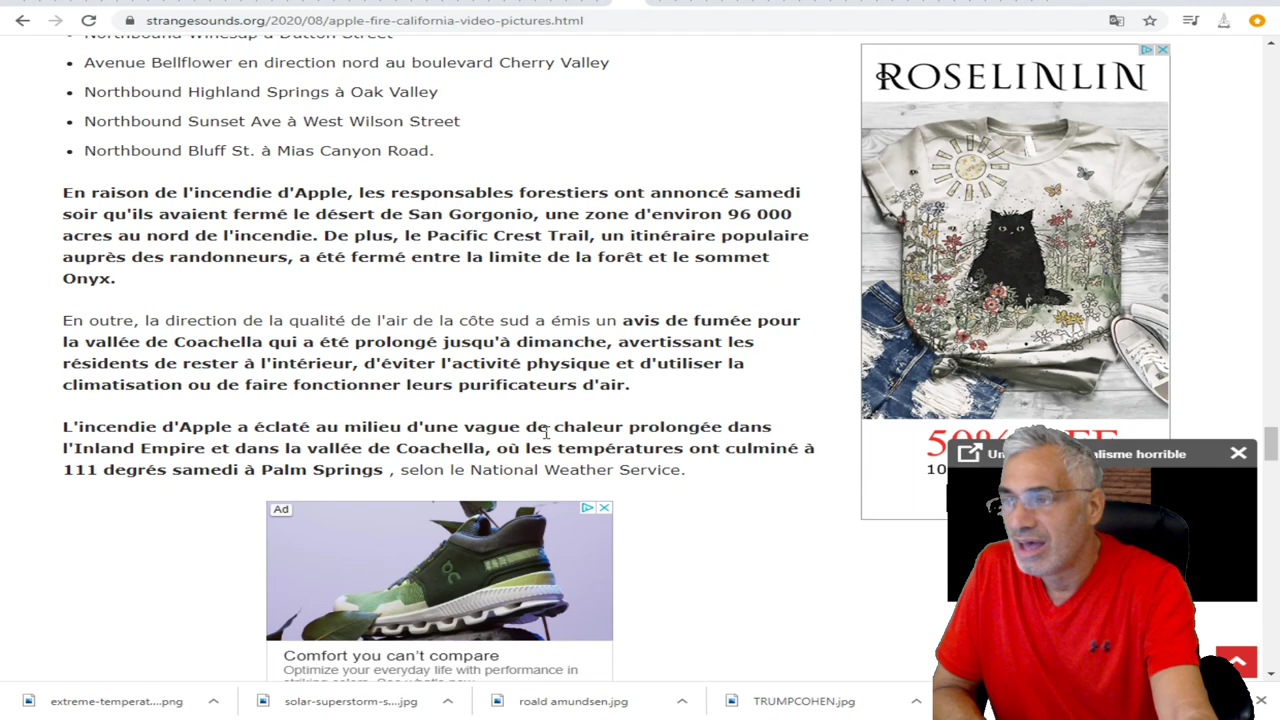 strangesounds.org/2020/08/apple-fire-california-video-pictures.html
Northbound Winesap à Dutton Street
Avenue Bellflower en direction nord au boulevard Cherry Valley
Northbound Highland Springs à Oak Valley
Northbound Sunset Ave à West Wilson Street
Northbound Bluff St. à Mias Canyon Road.
En raison de l'incendie d'Apple, les responsables forestiers ont annoncé samedi
soir qu'ils avaient fermé le désert de San Gorgonio, une zone d'environ 96 000
acres au nord de l'incendie. De plus, le Pacific Crest Trail, un itinéraire populaire
auprès des randonneurs, a été fermé entre la limite de la forêt et le sommet
Onyx.
En outre, la direction de la qualité de l'air de la côte sud a émis un avis de fumée pour
la vallée de Coachella qui a été prolongé jusqu'à dimanche, avertissant les
résidents de rester à l'intérieur, d'éviter l'activité physique et d'utiliser la
climatisation ou de faire fonctionner leurs purificateurs d'air.
L'incendie d'Apple a éclaté au milieu d'une vague de chaleur prolongée dans
l'Inland Empire et dans la vallée de Coachella, où les températures ont culminé à
111 degrés samedi à Palm Springs , selon le National Weather Service.
Ad
Comfort you can't compare
Optimize your everyday life with performance in
ROSELINLIN
50% OFF
10
Un
alisme horrible
extreme-temperat....png
solar-superstorm-s....jpg
roald amundsen.jpg
TRUMPCOHEN.jpg